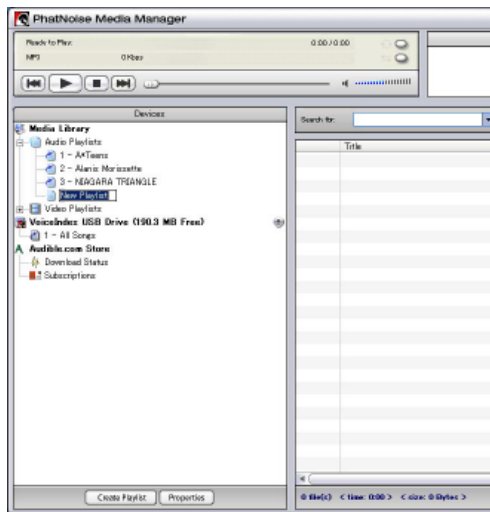 PhatNoise Media Manager
Ready to Play:
0:00 / 0:00
MP3
0 Kbps
Devices
Media Library
Audio Playlists
1 - A*Teens
2 - Alanis Morissette
3 - NIAGARA TRIANGLE
New Playlist
Video Playlists
VoiceIndex USB Drive (190.3 MB Free)
1 - All Songs
Audible.com Store
Download Status
Subscriptions
Create Playlist
Properties
Search for:
Title
0 file(s) < time: 0:00 > < size: 0 Bytes >